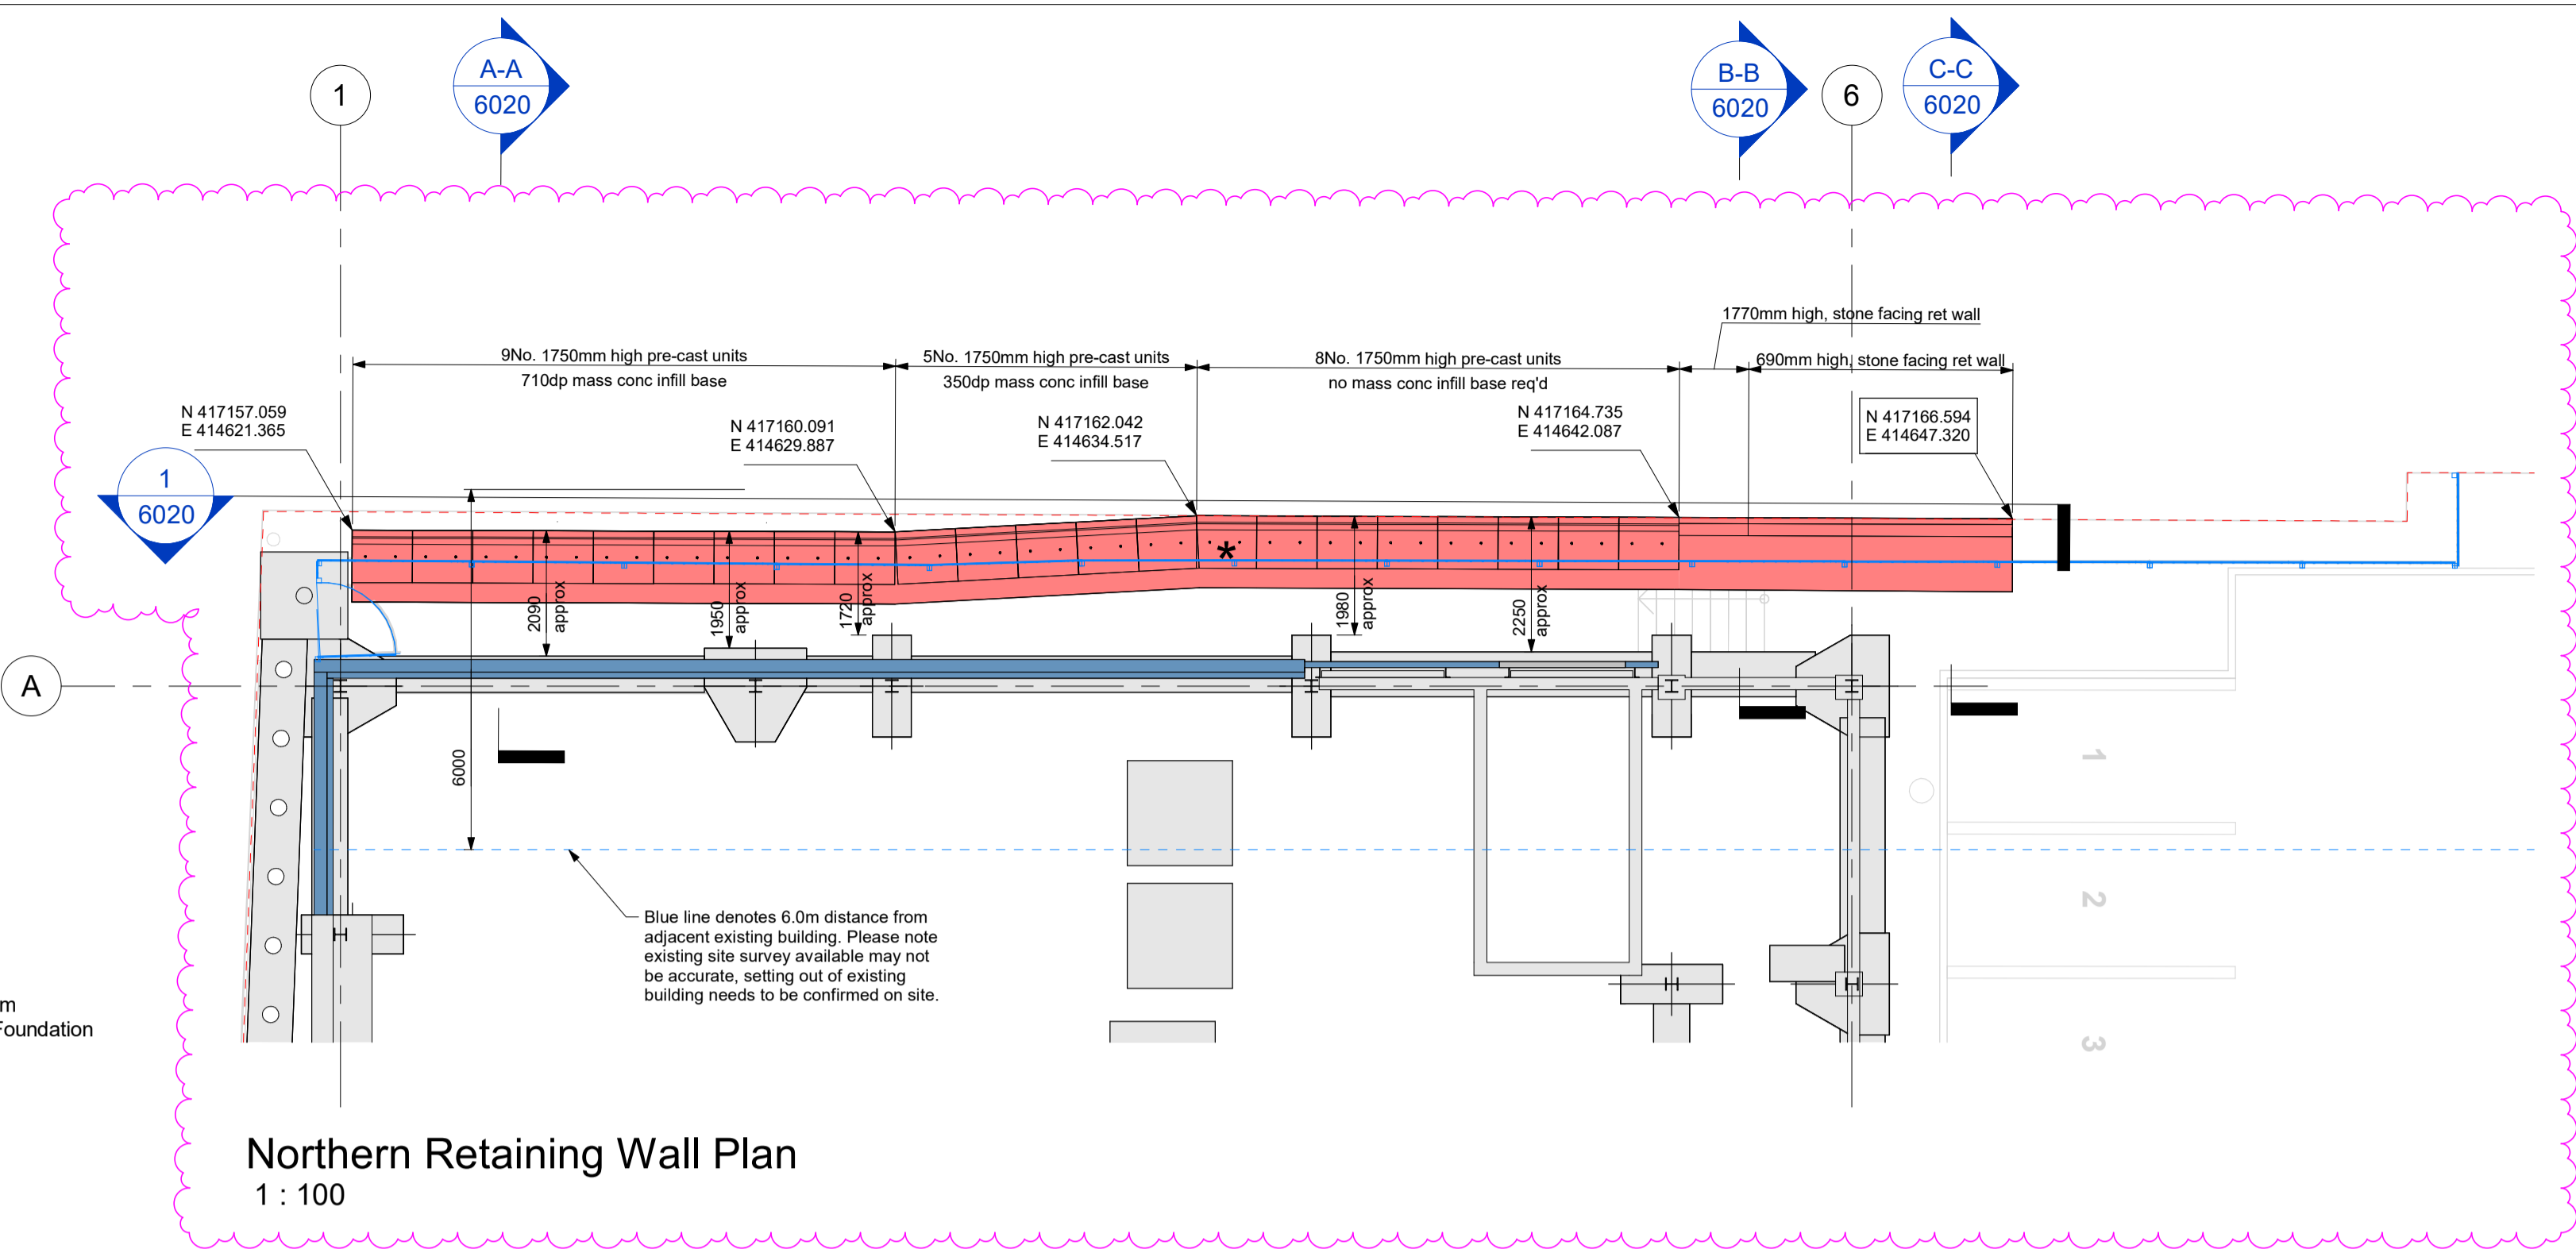 A-A
6020
B-B
6020
C-C
6020
1
6
1770mm high, stone facing ret wall
9No. 1750mm high pre-cast units
710dp mass conc infill base
5No. 1750mm high pre-cast units
350dp mass conc infill base
8No. 1750mm high pre-cast units
no mass conc infill base req'd
690mm high, stone facing ret wall
N 417157.059
E 414621.365
N 417160.091
E 414629.887
N 417162.042
E 414634.517
N 417164.735
E 414642.087
N 417166.594
E 414647.320
1
6020
*
2090
approx
1950
approx
1720
approx
1980
approx
2250
approx
A
6000
1
2
3
Blue line denotes 6.0m distance from
adjacent existing building. Please note
existing site survey available may not
be accurate, setting out of existing
building needs to be confirmed on site.
m
Foundation
Northern Retaining Wall Plan
1 : 100